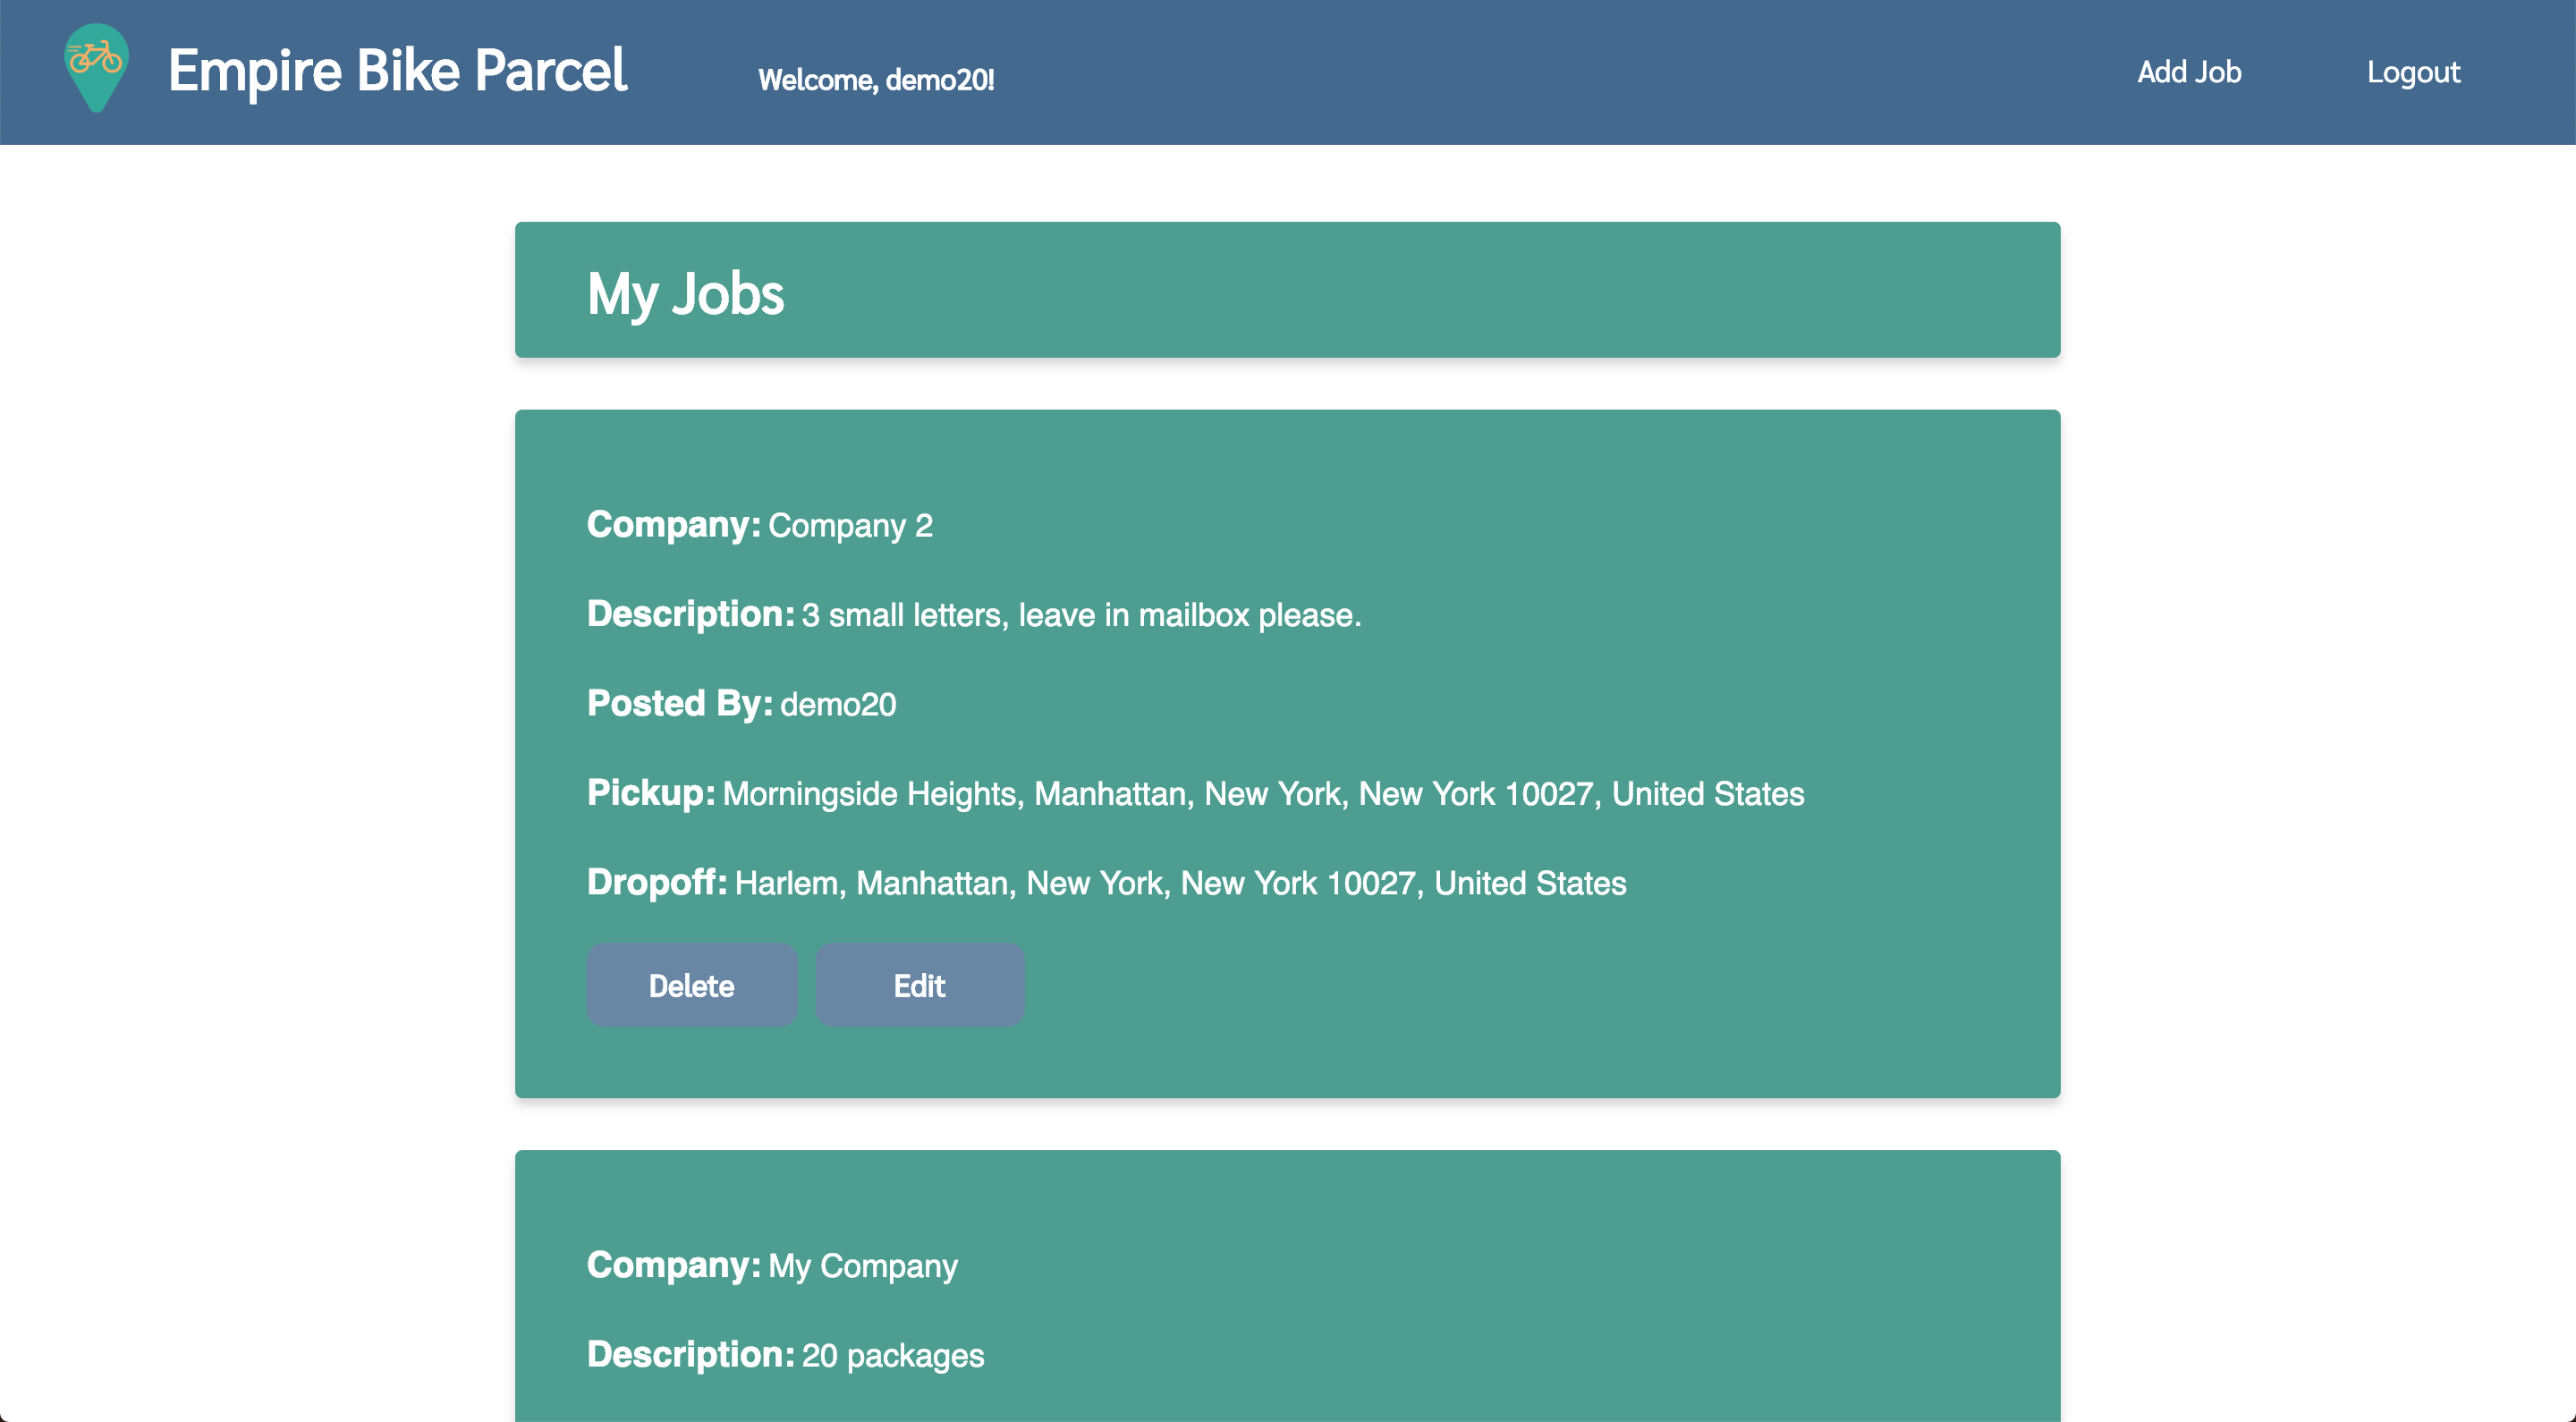 Empire Bike Parcel
Welcome, demo20!
Add Job
Logout
My Jobs
Company: Company 2
Description: 3 small letters, leave in mailbox please.
Posted By: demo20
Pickup: Morningside Heights, Manhattan, New York, New York 10027, United States
Dropoff: Harlem, Manhattan, New York, New York 10027, United States
Delete
Edit
Company: My Company
Description: 20 packages